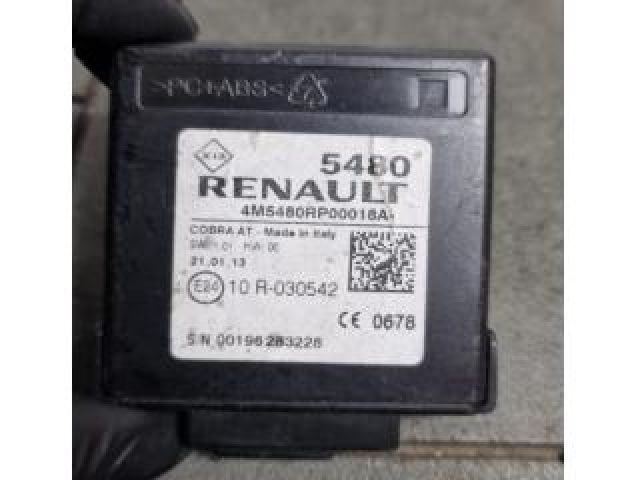 >PC+ABS<
5480
RENAULT
4M5480RP00018A
COBRA AT - Made in Italy
21.01.13
E24 10 R-030542
CE 0678
S/N 00196283228